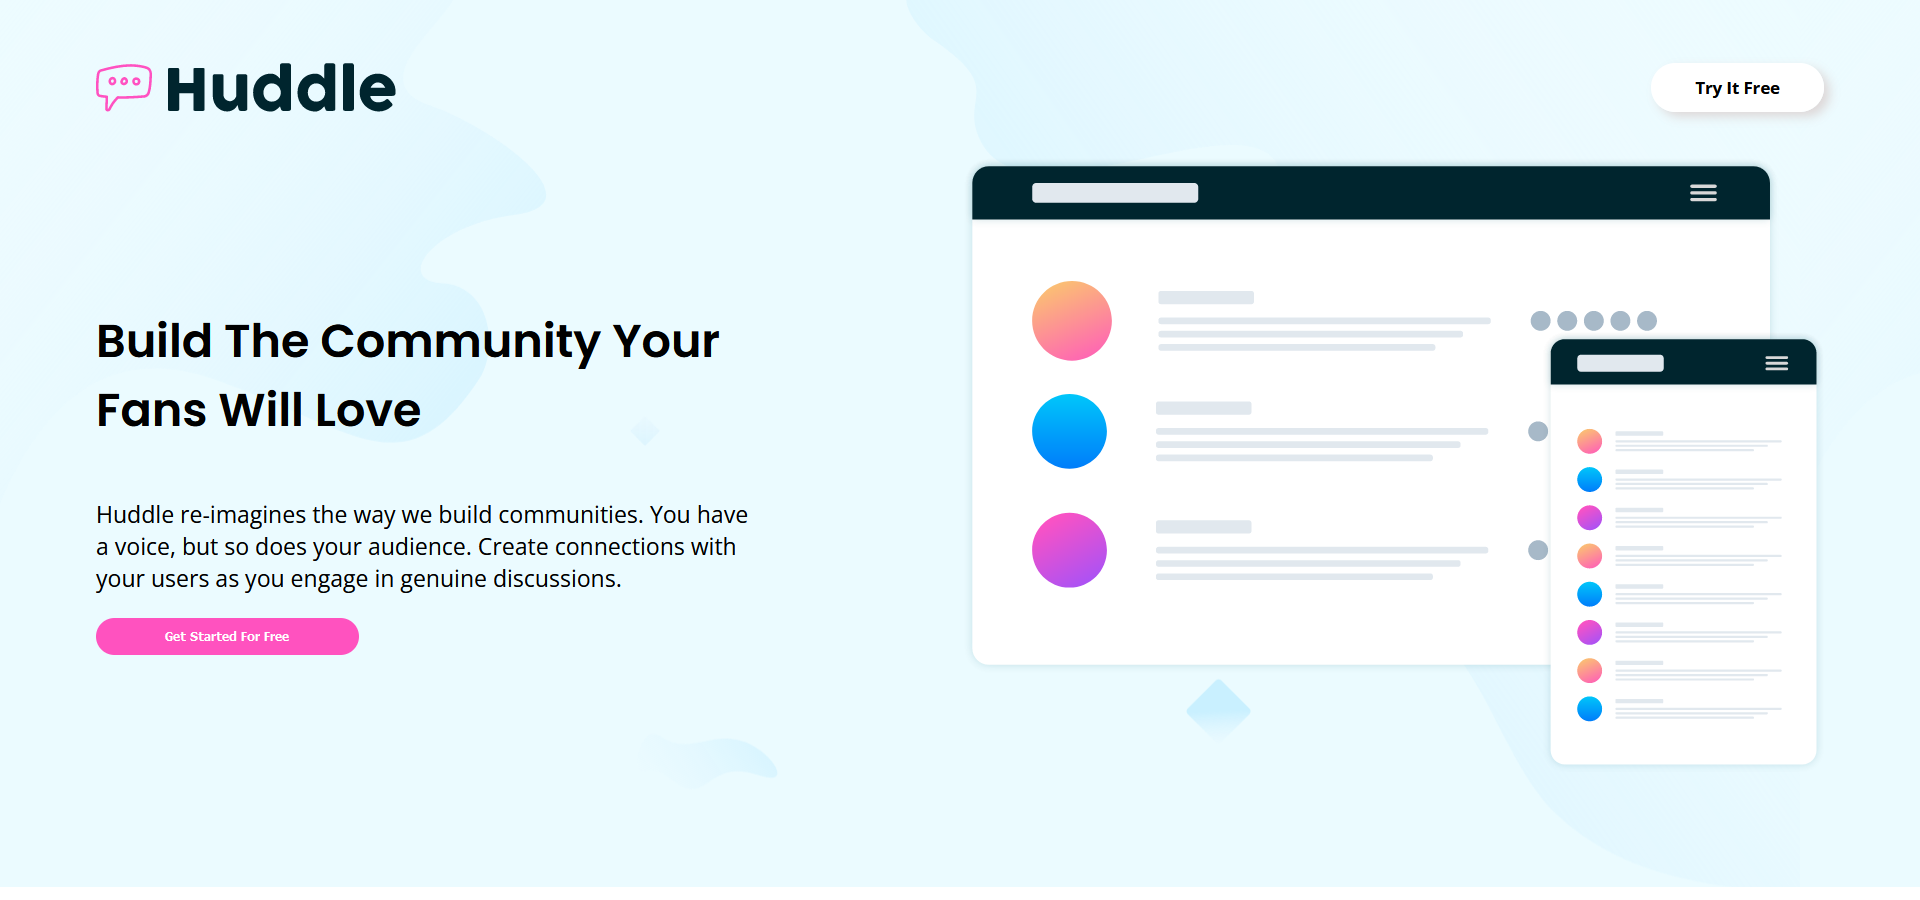 Huddle
Try It Free
Build The Community Your
Fans Will Love
Huddle re-imagines the way we build communities. You have
a voice, but so does your audience. Create connections with
your users as you engage in genuine discussions.
Get Started For Free